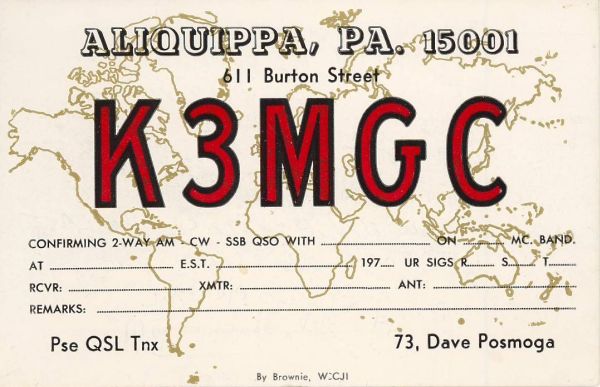 ALIQUIPPA, PA. 15001
611 Burton Street
K3MGC
CONFIRMING 2-WAY AM - CW - SSB QSO WITH ON MC. BAND.
AT E.S.T. 197 UR SIGS R S T
RCVR: XMTR: ANT:
REMARKS:
Pse QSL Tnx 73, Dave Posmoga
By Brownie,